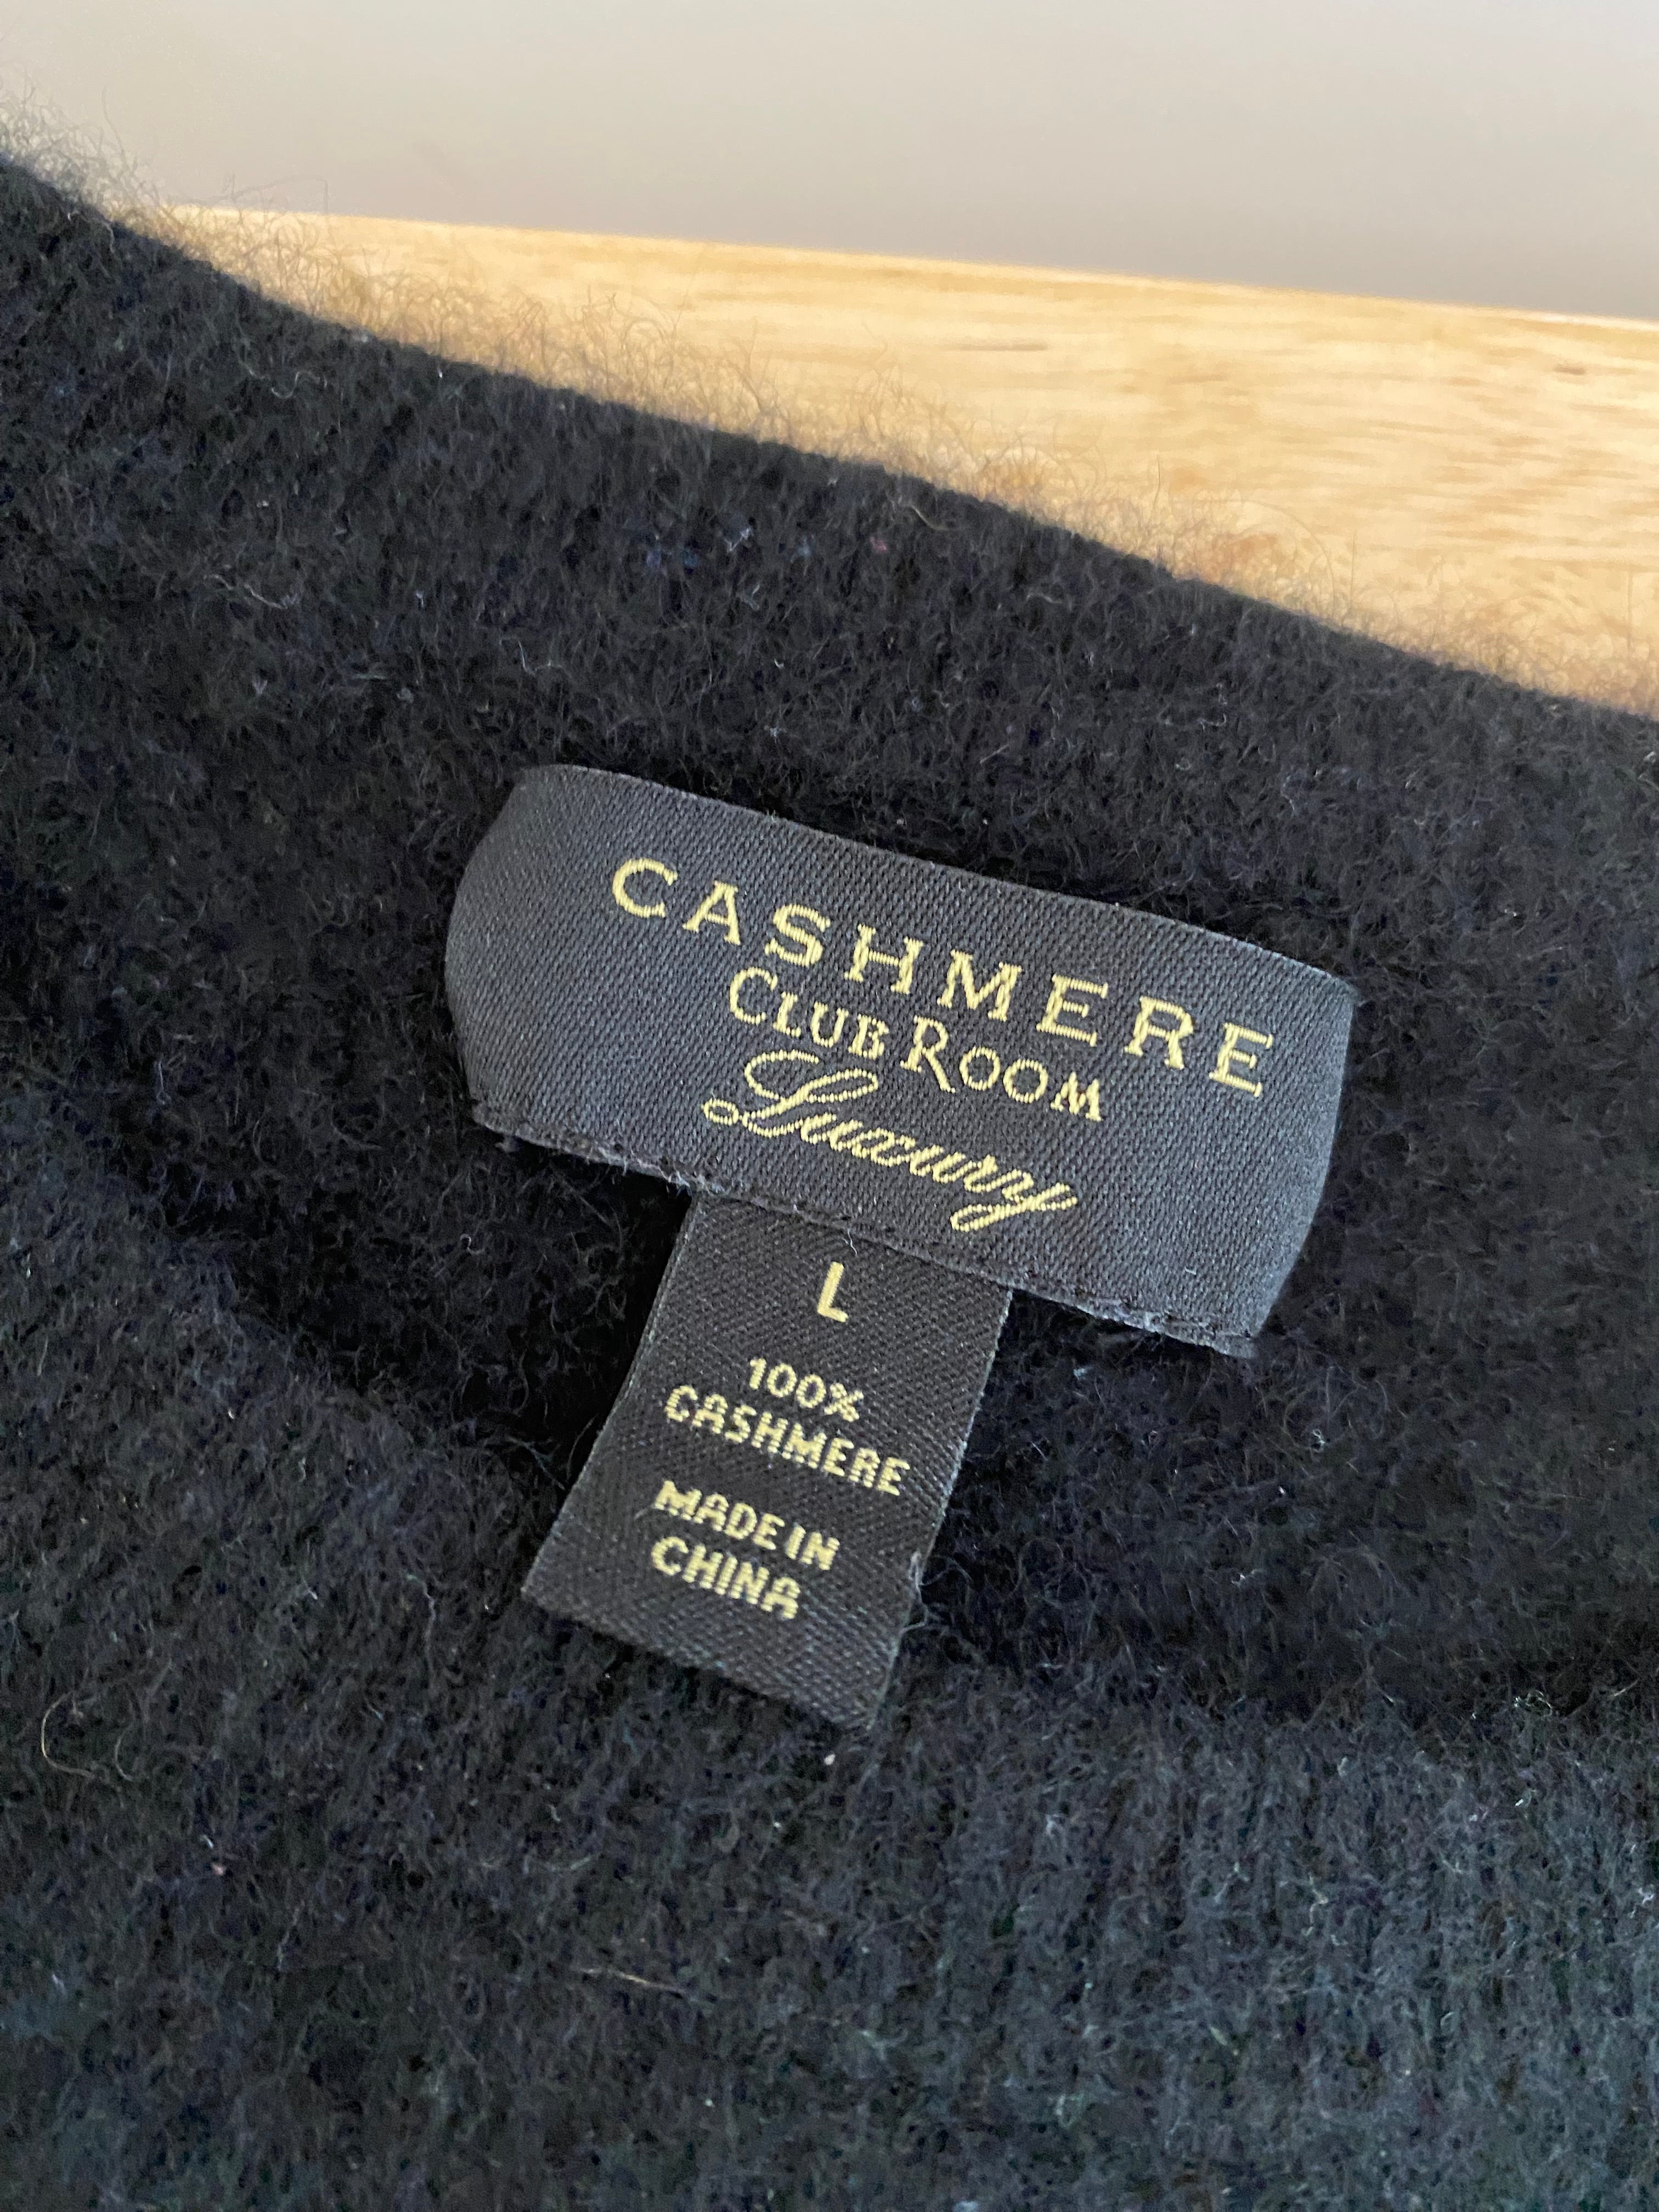 CASHMERE
CLUB ROOM
Luxury
L
100%
CASHMERE
MADE IN
CHINA